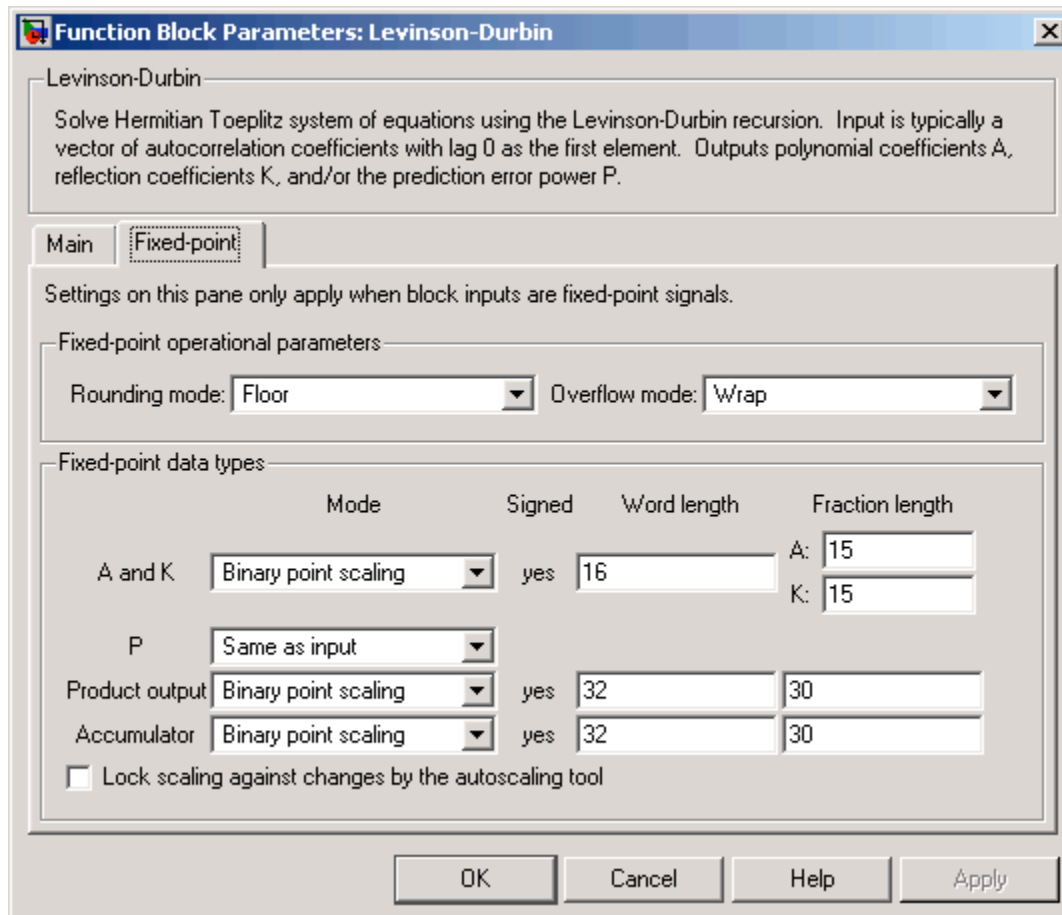 Function Block Parameters: Levinson-Durbin
Levinson-Durbin
Solve Hermitian Toeplitz system of equations using the Levinson-Durbin recursion.  Input is typically a
vector of autocorrelation coefficients with lag 0 as the first element.  Outputs polynomial coefficients A,
reflection coefficients K, and/or the prediction error power P.
Main Fixed-point
Settings on this pane only apply when block inputs are fixed-point signals.
Fixed-point operational parameters
Rounding mode: Floor Overflow mode: Wrap
Fixed-point data types
Mode Signed Word length Fraction length
A: 15
A and K Binary point scaling yes 16
K: 15
P Same as input
Product output Binary point scaling yes 32 30
Accumulator Binary point scaling yes 32 30
Lock scaling against changes by the autoscaling tool
OK Cancel Help Apply